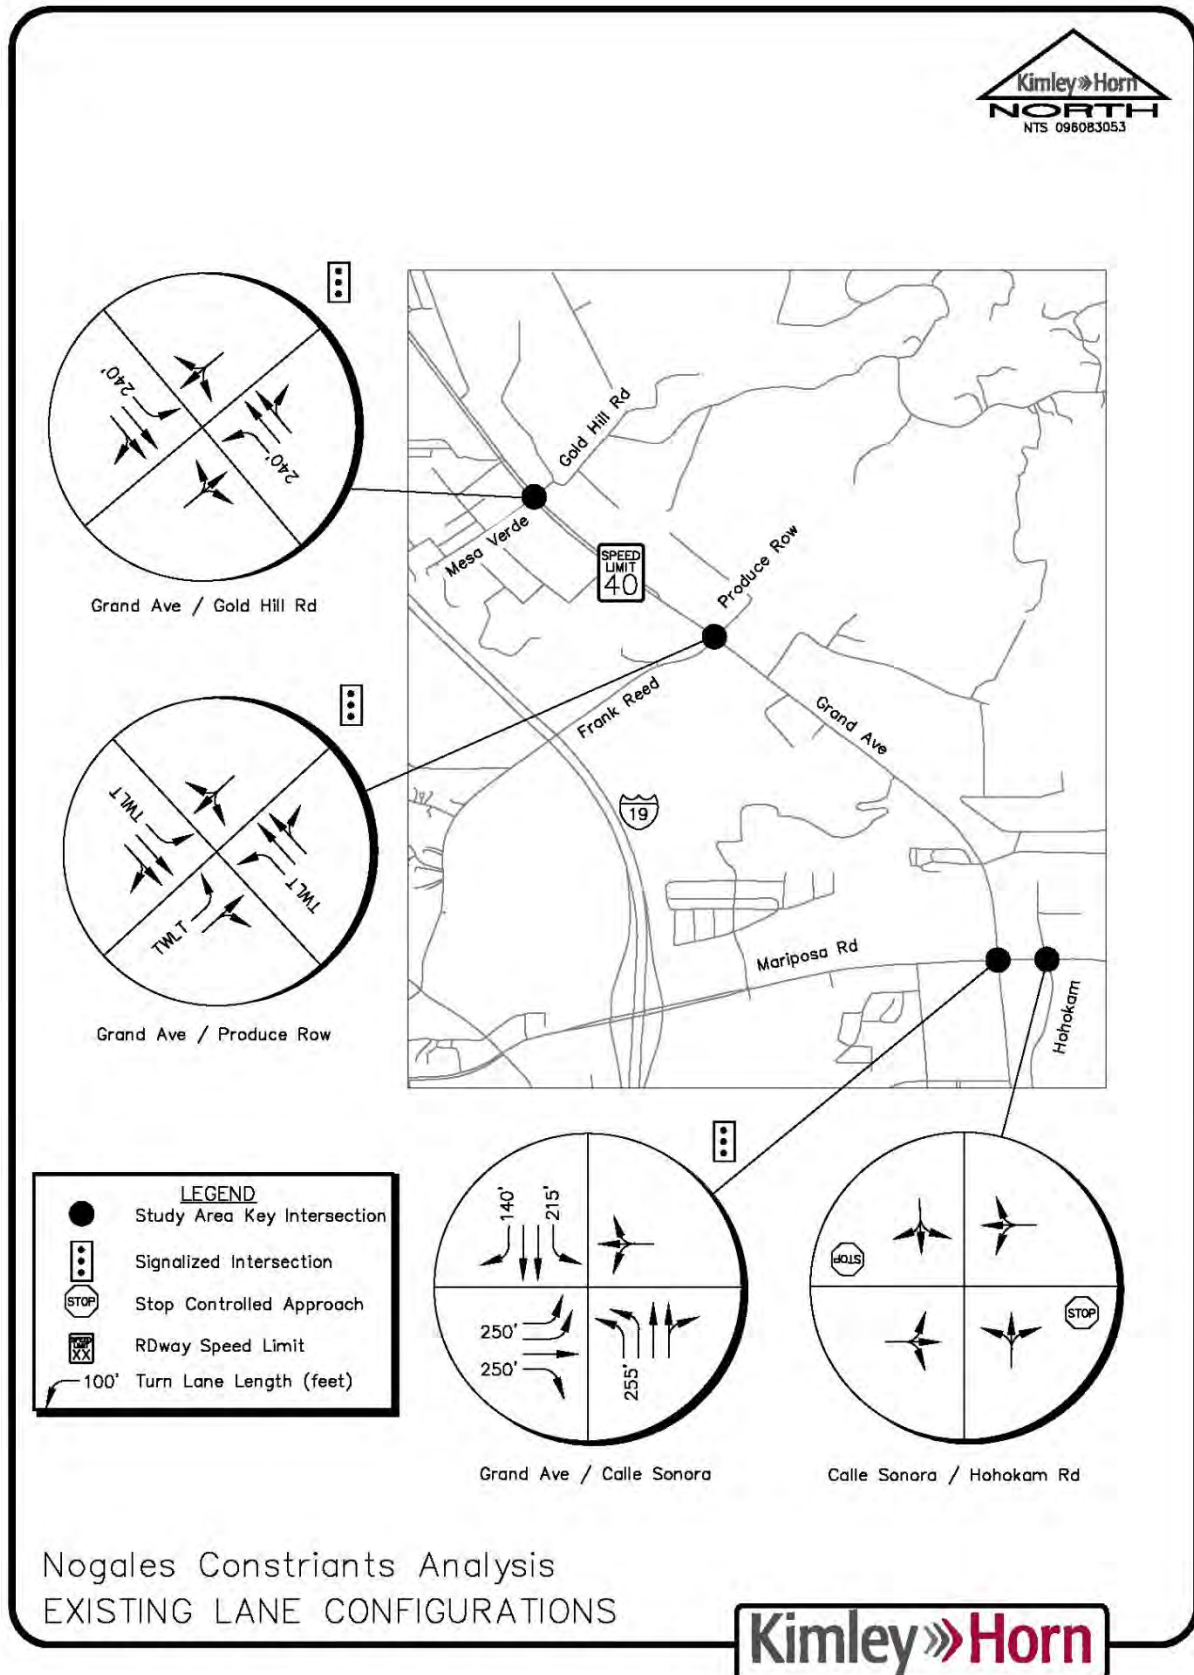 Kimley»Horn
NORTH
NTS 096083053
240'
240'
Grand Ave / Gold Hill Rd
Gold Hill Rd
Mesa Verde
SPEED
LIMIT
40
Produce Row
Frank Reed
Grand Ave
19
Mariposa Rd
Hohokam
TWLT
TWLT
TWLT
Grand Ave / Produce Row
LEGEND
Study Area Key Intersection
Signalized Intersection
STOP
Stop Controlled Approach
SPEED
LIMIT
XX
RDway Speed Limit
100' Turn Lane Length (feet)
140'
215'
250'
250'
255'
Grand Ave / Calle Sonora
STOP
STOP
Calle Sonora / Hohokam Rd
Nogales Constriants Analysis
EXISTING LANE CONFIGURATIONS
Kimley»Horn